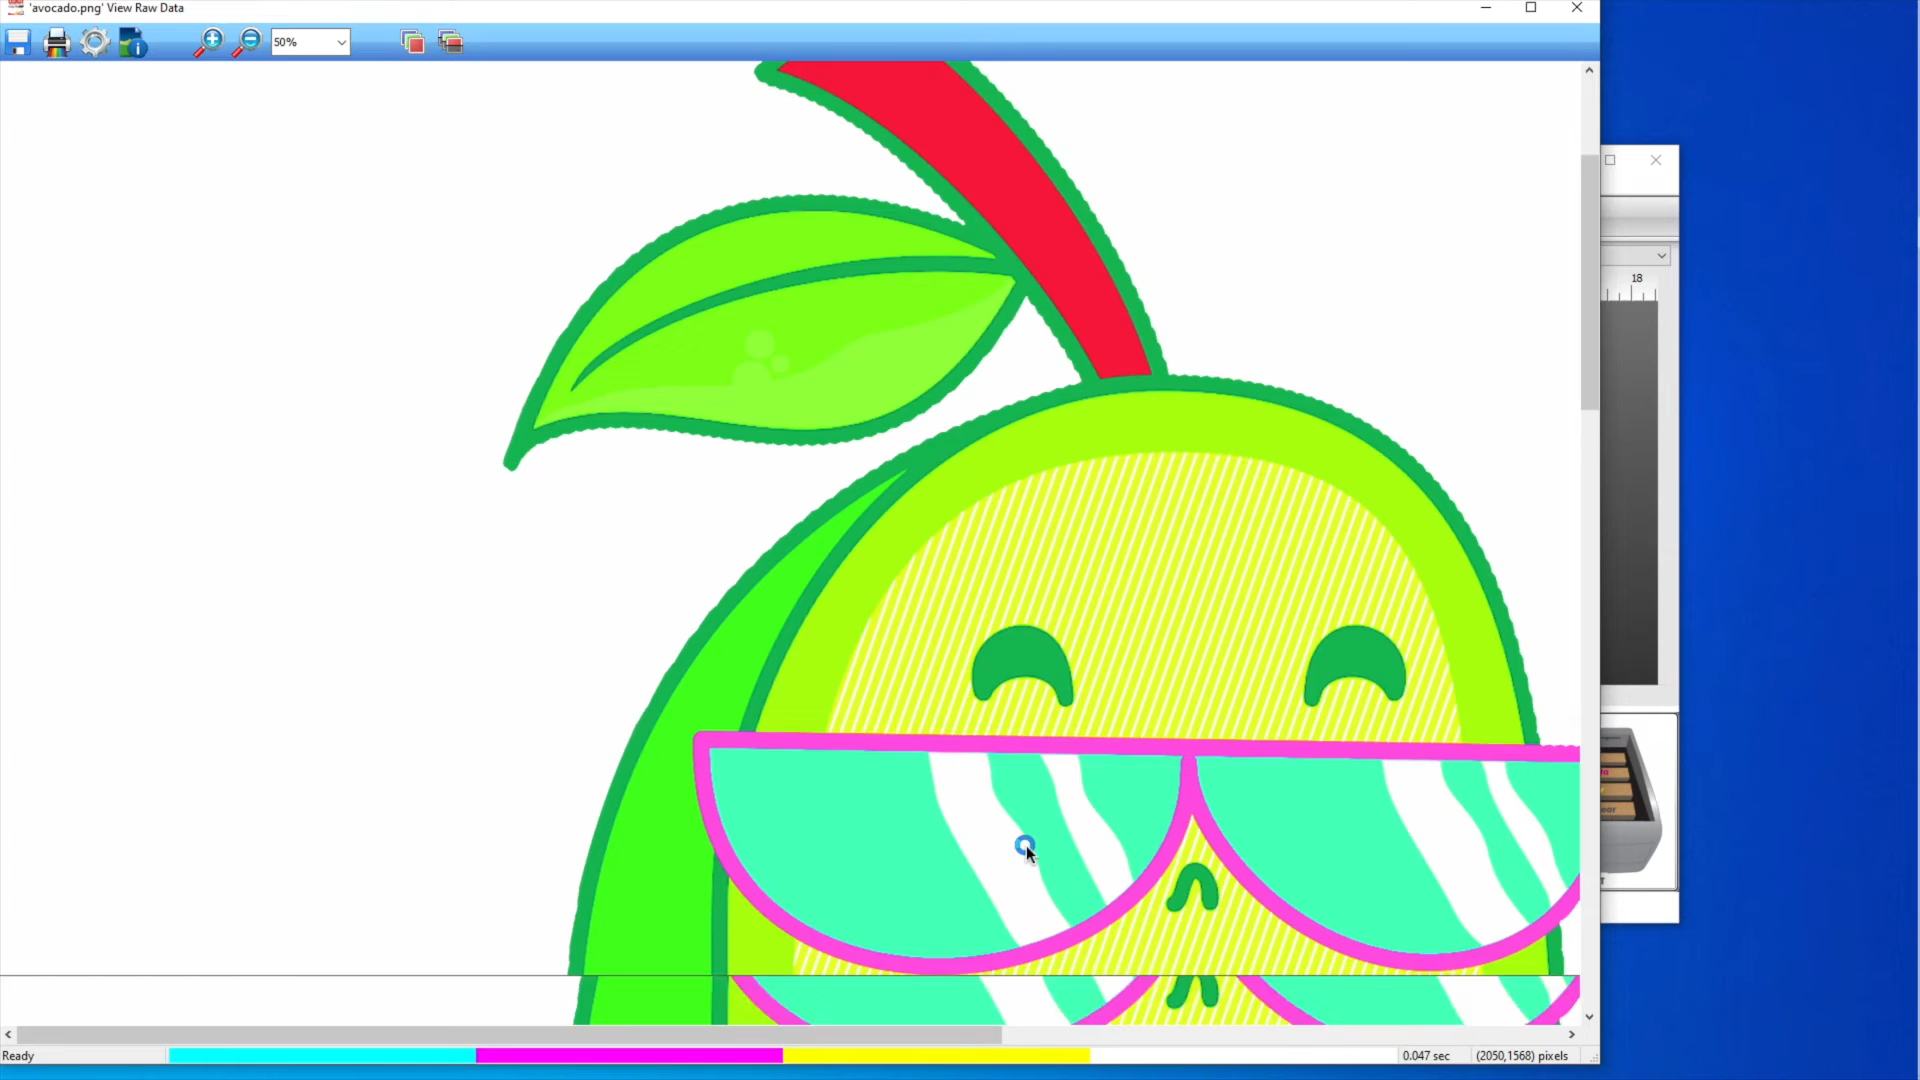 'avocado.png' View Raw Data
50%
18
Ready
0.047 sec
(2050,1568) pixels